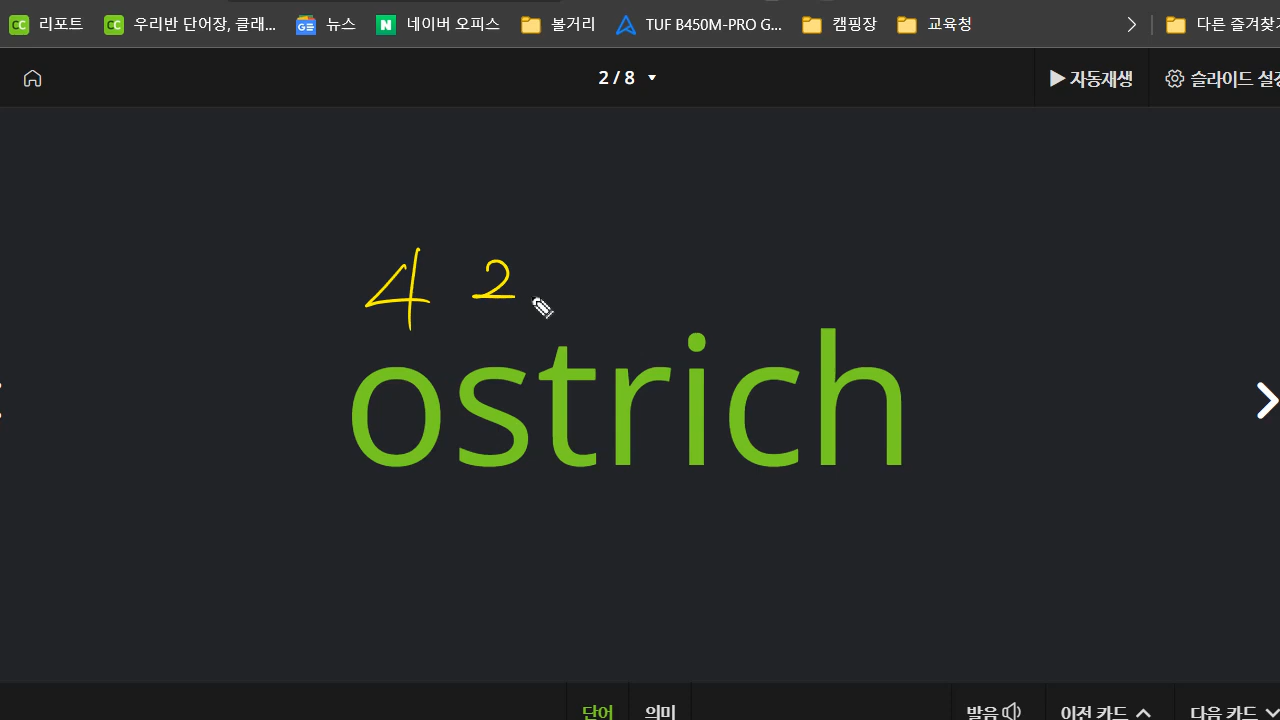 리포트 우리반 단어장, 클래... 뉴스 네이버 오피스 볼거리 TUF B450M-PRO G... 캠핑장 교육청 다른 즐겨찾기
2 / 8 자동재생 슬라이드 설정
4 2
ostrich
단어 의미 발음 이전 카드 다음 카드